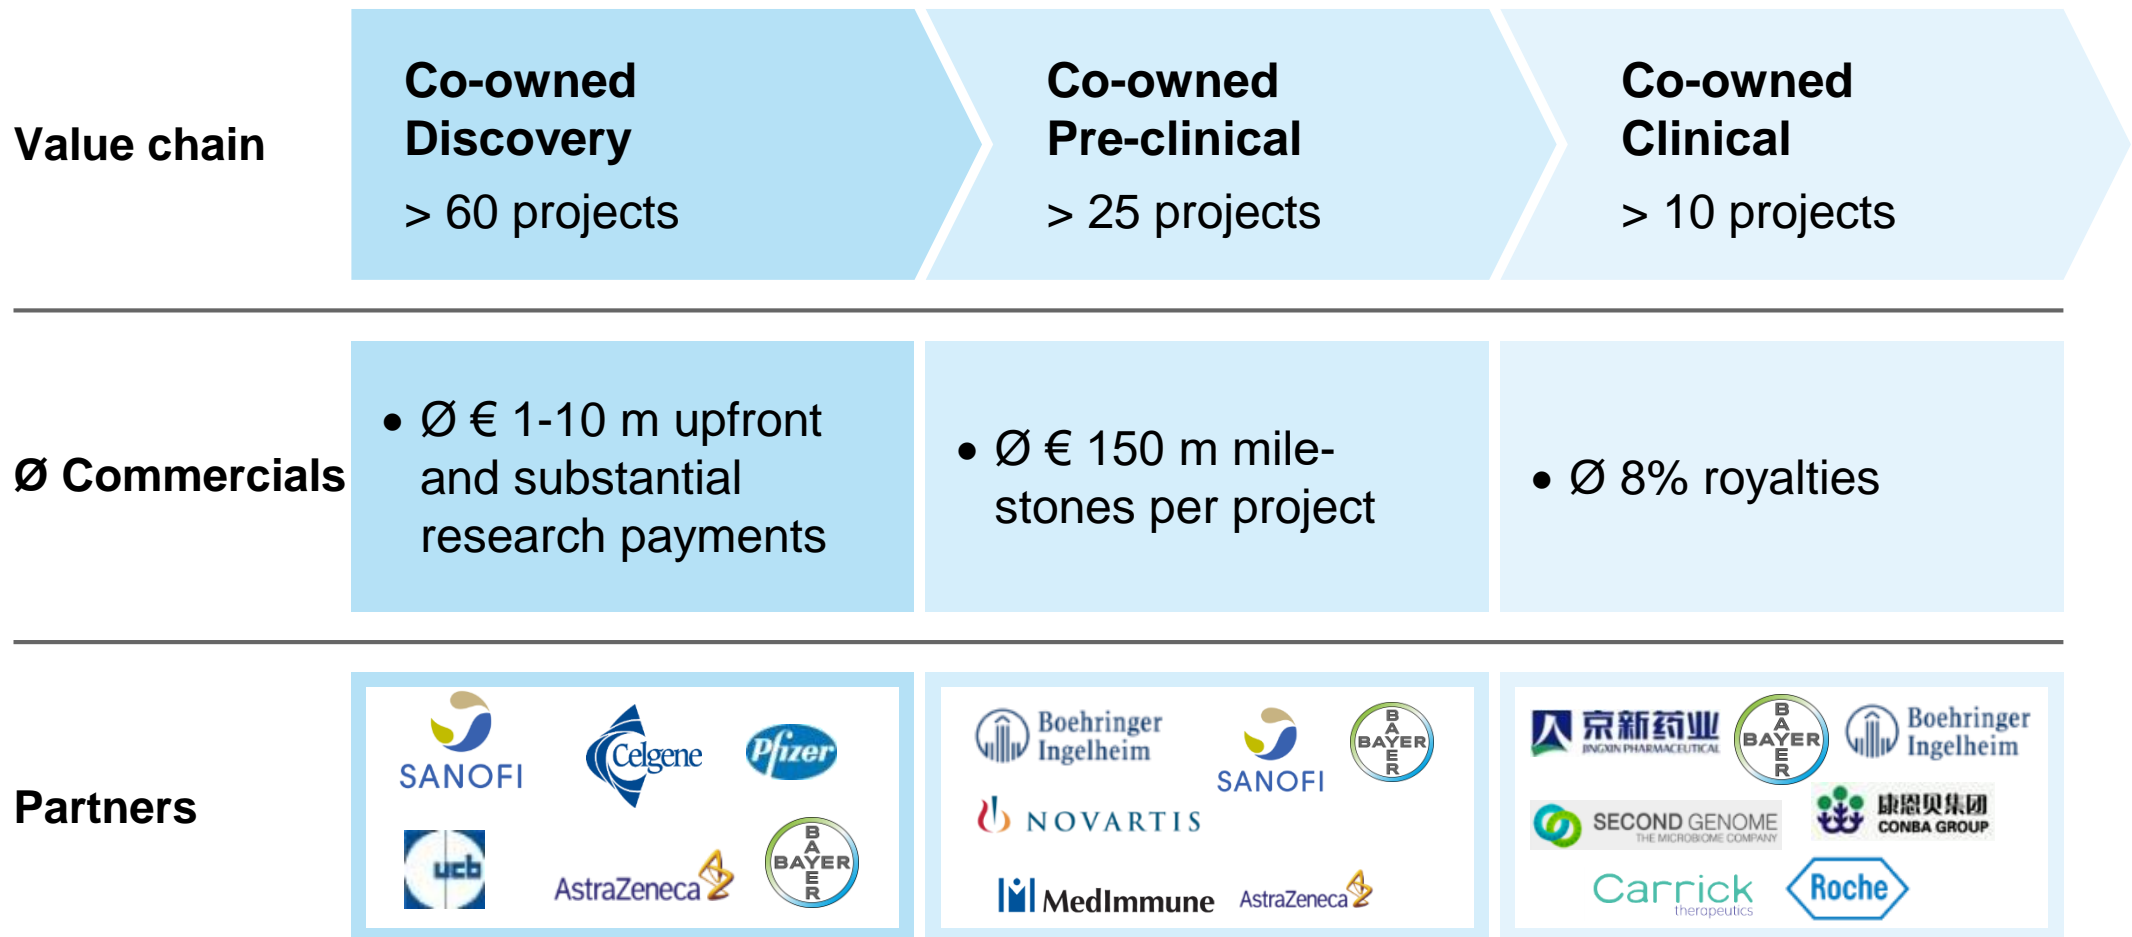 Value chain
Co-owned
Discovery
> 60 projects
Co-owned
Pre-clinical
> 25 projects
Co-owned
Clinical
> 10 projects
Ø Commercials
• Ø € 1-10 m upfront
and substantial
research payments
• Ø € 150 m mile-
stones per project
• Ø 8% royalties
Partners
SANOFI
Celgene
Pfizer
ucb
AstraZeneca
BAYER
BAYER
Boehringer
Ingelheim
SANOFI
BAYER
BAYER
NOVARTIS
MedImmune
AstraZeneca
京新药业
JINGXIN PHARMACEUTICAL
BAYER
BAYER
Boehringer
Ingelheim
SECOND GENOME
THE MICROBIOME COMPANY
康恩贝集团
CONBA GROUP
Carrick
therapeutics
Roche